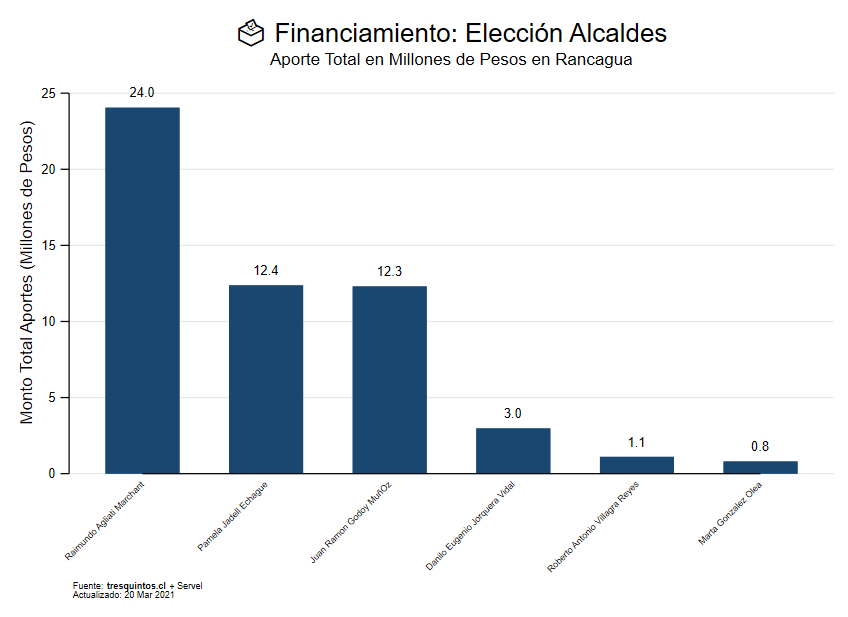 Financiamiento: Elección Alcaldes
Aporte Total en Millones de Pesos en Rancagua
Monto Total Aportes (Millones de Pesos)
25
20
15
10
5
0
24.0
12.4
12.3
3.0
1.1
0.8
Raimundo Agliati Marchant
Pamela Jadell Echague
Juan Ramon Godoy MuñOz
Danilo Eugenio Jorquera Vidal
Roberto Antonio Villagra Reyes
Marta Gonzalez Olea
Fuente: tresquintos.cl + Servel
Actualizado: 20 Mar 2021